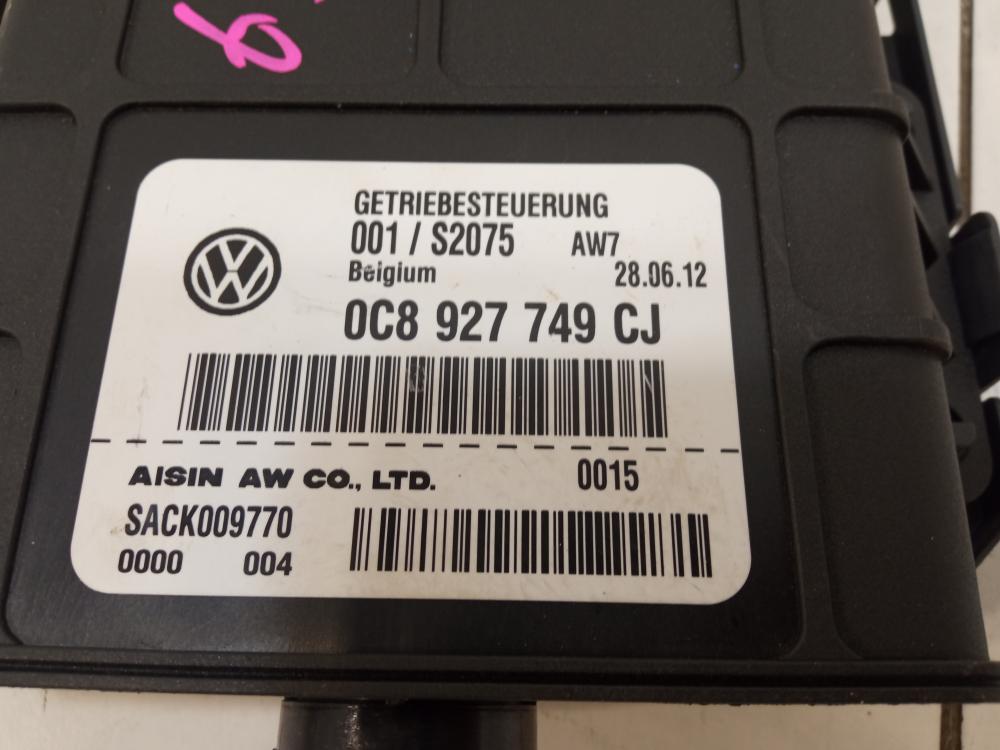 GETRIEBESTEUERUNG
001 / S2075 AW7
Belgium 28.06.12
0C8 927 749 CJ
AISIN AW CO., LTD. 0015
SACK009770
0000 004